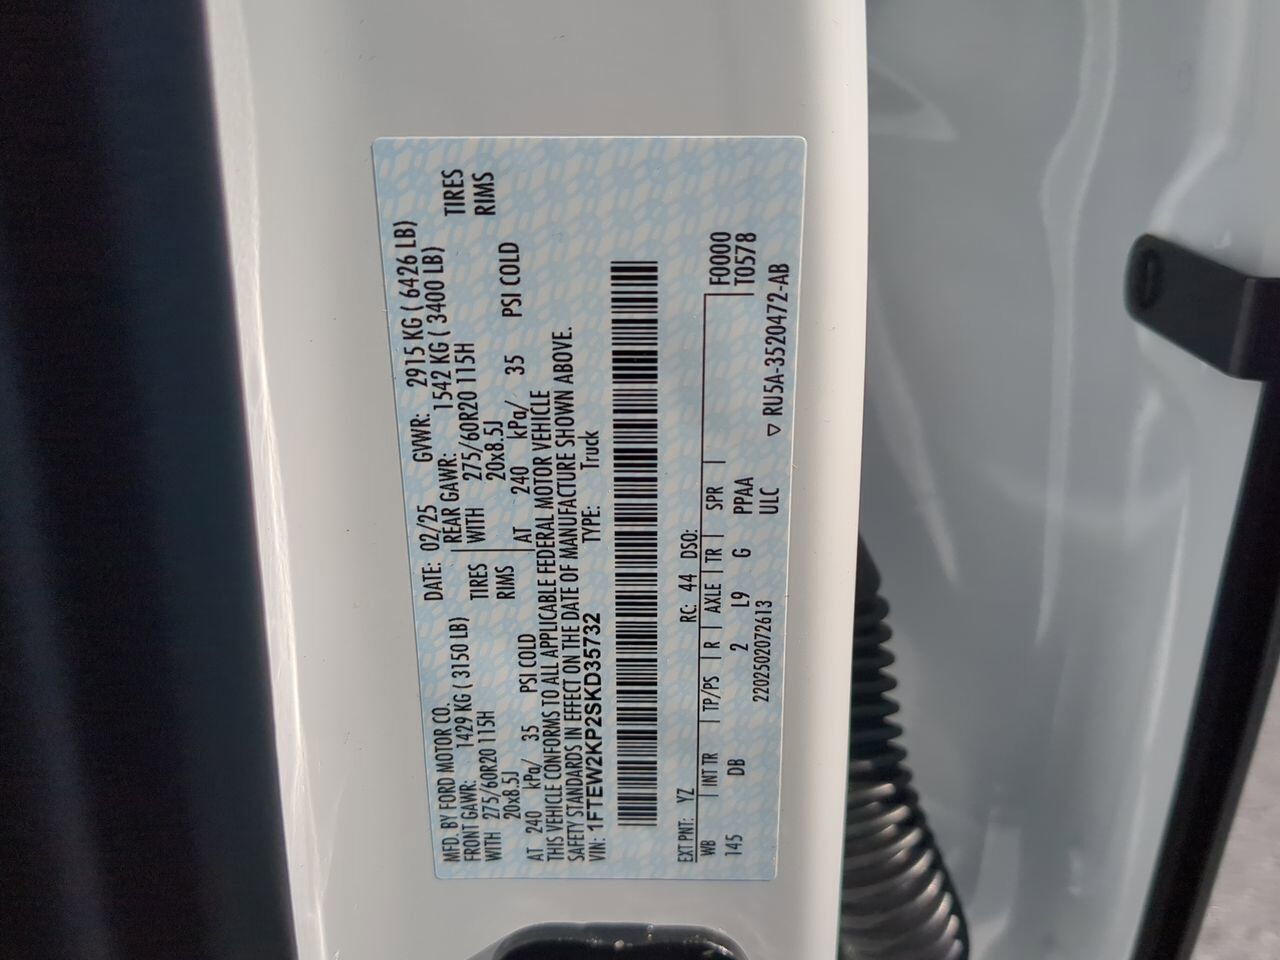 MFD. BY FORD MOTOR CO. DATE: 02/25 GVWR: 2915 KG ( 6426 LB)
FRONT GAWR: 1429 KG ( 3150 LB) REAR GAWR: 1542 KG ( 3400 LB)
WITH 275/60R20 115H TIRES WITH 275/60R20 115H TIRES
20x8.5J RIMS 20x8.5J RIMS
AT 240 kPa/ 35 PSI COLD AT 240 kPa/ 35 PSI COLD
THIS VEHICLE CONFORMS TO ALL APPLICABLE FEDERAL MOTOR VEHICLE
SAFETY STANDARDS IN EFFECT ON THE DATE OF MANUFACTURE SHOWN ABOVE.
VIN: 1FTEW2KP2SKD35732 TYPE: Truck
EXT PNT: YZ RC: 44 DSO: F0000
WB INT TR TP/PS R AXLE TR SPR T0578
145 DB 2 L9 G PPAA
2202502072613 ULC ▽ RU5A-3520472-AB